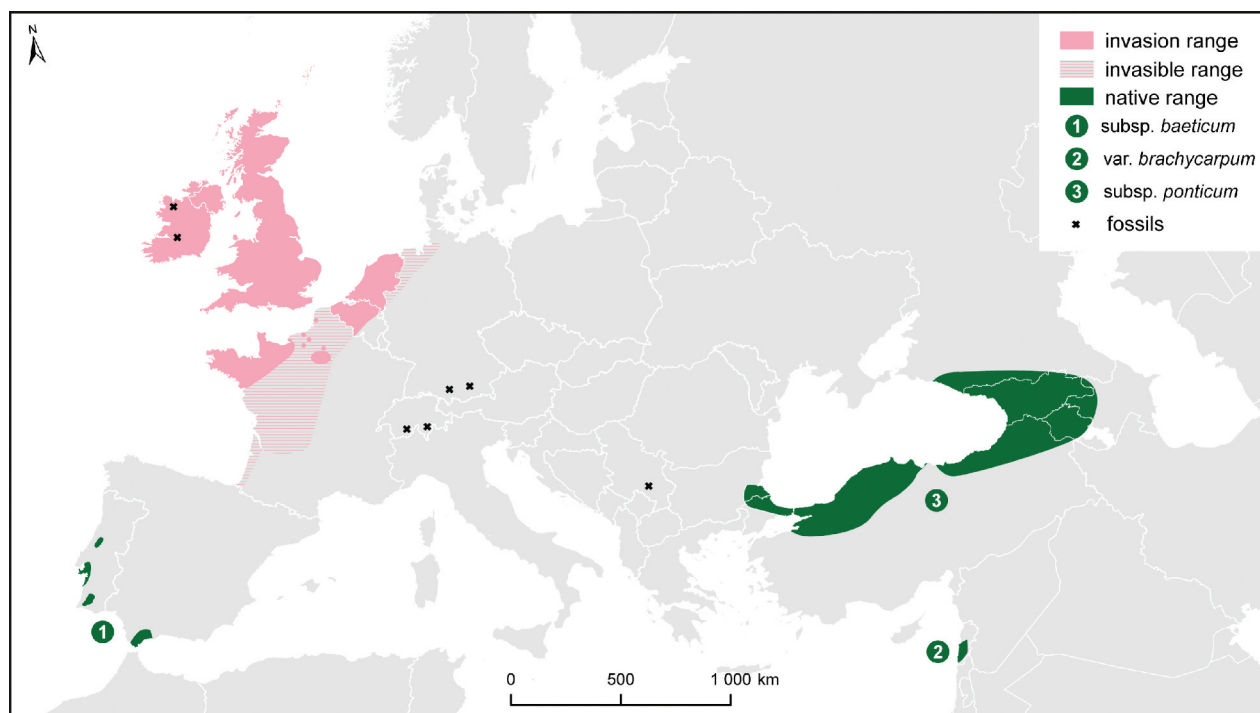 N
invasion range
invasible range
native range
1 subsp. baeticum
2 var. brachycarpum
3 subsp. ponticum
fossils
3
1
2
0 500 1 000 km